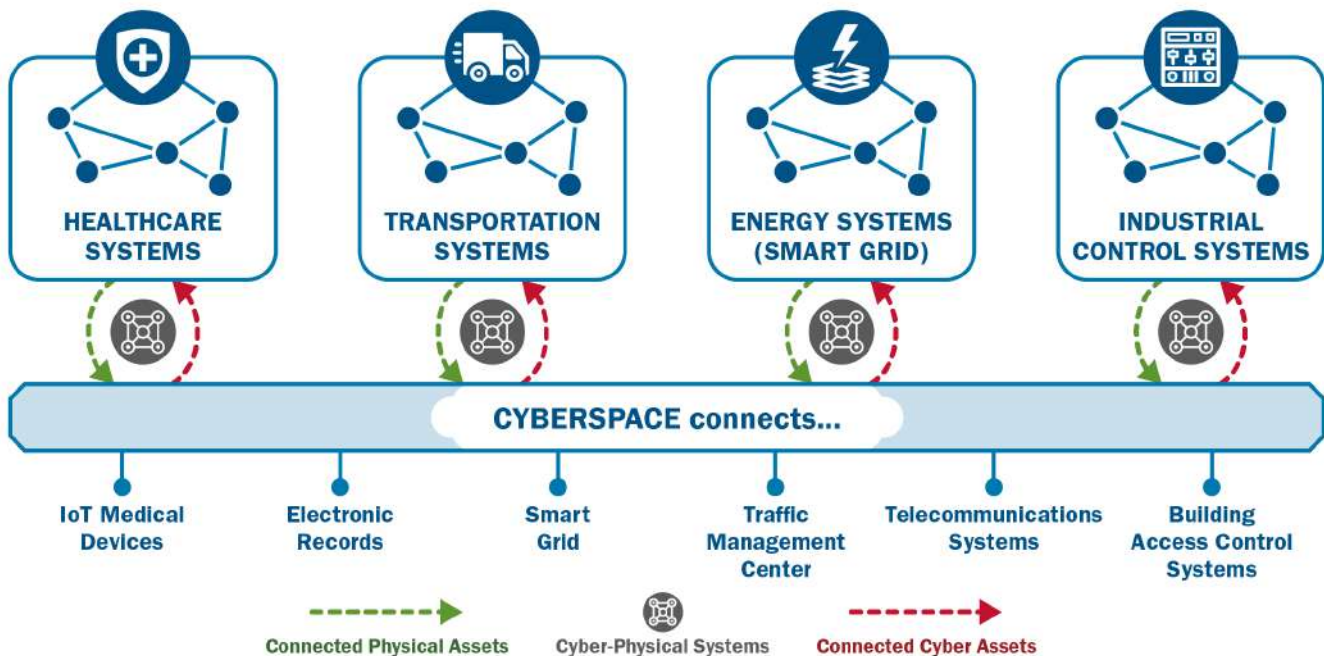 HEALTHCARE
SYSTEMS
TRANSPORTATION
SYSTEMS
ENERGY SYSTEMS
(SMART GRID)
INDUSTRIAL
CONTROL SYSTEMS
CYBERSPACE connects...
IoT Medical
Devices
Electronic
Records
Smart
Grid
Traffic
Management
Center
Telecommunications
Systems
Building
Access Control
Systems
Connected Physical Assets
Cyber-Physical Systems
Connected Cyber Assets